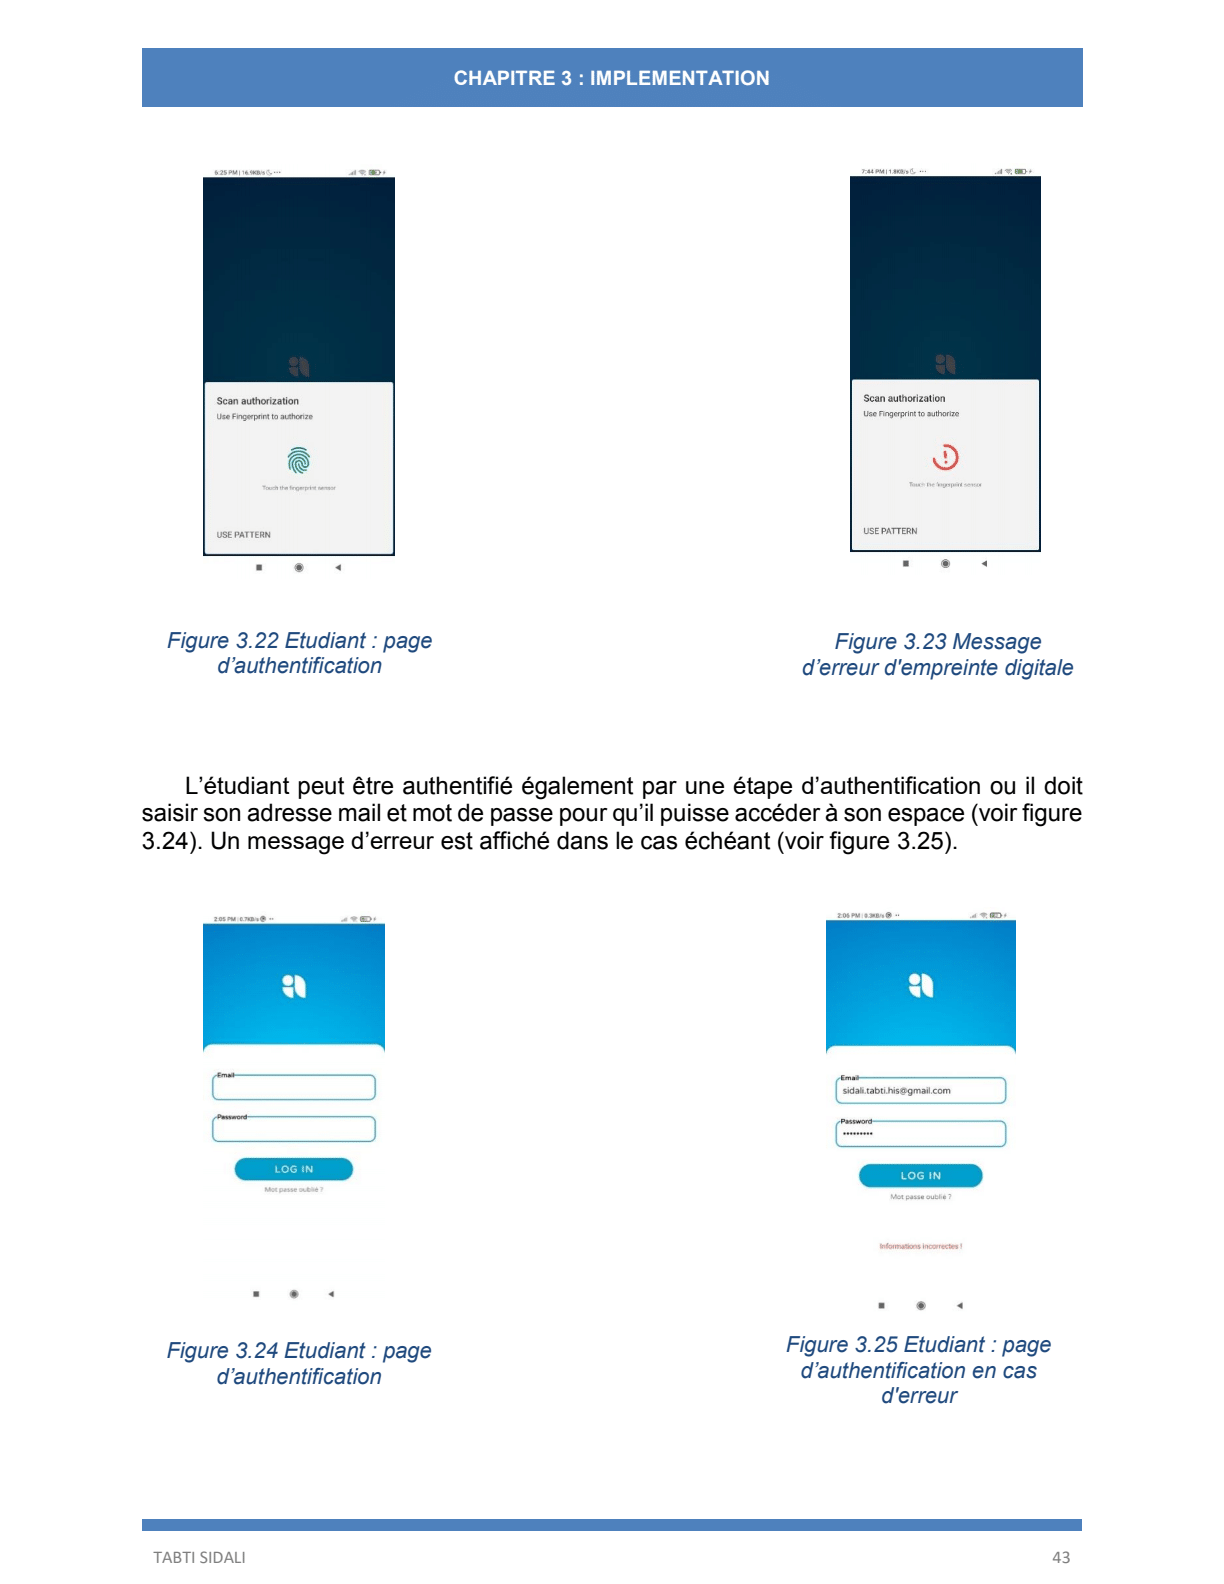 CHAPITRE 3 : IMPLEMENTATION
6:25 PM | 16.9KB/s
Scan authorization
Use Fingerprint to authorize
Touch the fingerprint sensor
USE PATTERN
7:44 PM | 1.8KB/s
Scan authorization
Use Fingerprint to authorize
Touch the fingerprint sensor
USE PATTERN
Figure 3.22 Etudiant : page
d’authentification
Figure 3.23 Message
d’erreur d'empreinte digitale
L’étudiant peut être authentifié également par une étape d’authentification ou il doit
saisir son adresse mail et mot de passe pour qu’il puisse accéder à son espace (voir figure
3.24). Un message d’erreur est affiché dans le cas échéant (voir figure 3.25).
2:05 PM | 0.7KB/s
Email
Password
LOG IN
Mot passe oublié ?
2:06 PM | 0.3KB/s
Email
sidali.tabti.his@gmail.com
Password
•••••••••
LOG IN
Mot passe oublié ?
Informations incorrectes !
Figure 3.24 Etudiant : page
d’authentification
Figure 3.25 Etudiant : page
d’authentification en cas
d'erreur
TABTI SIDALI
43